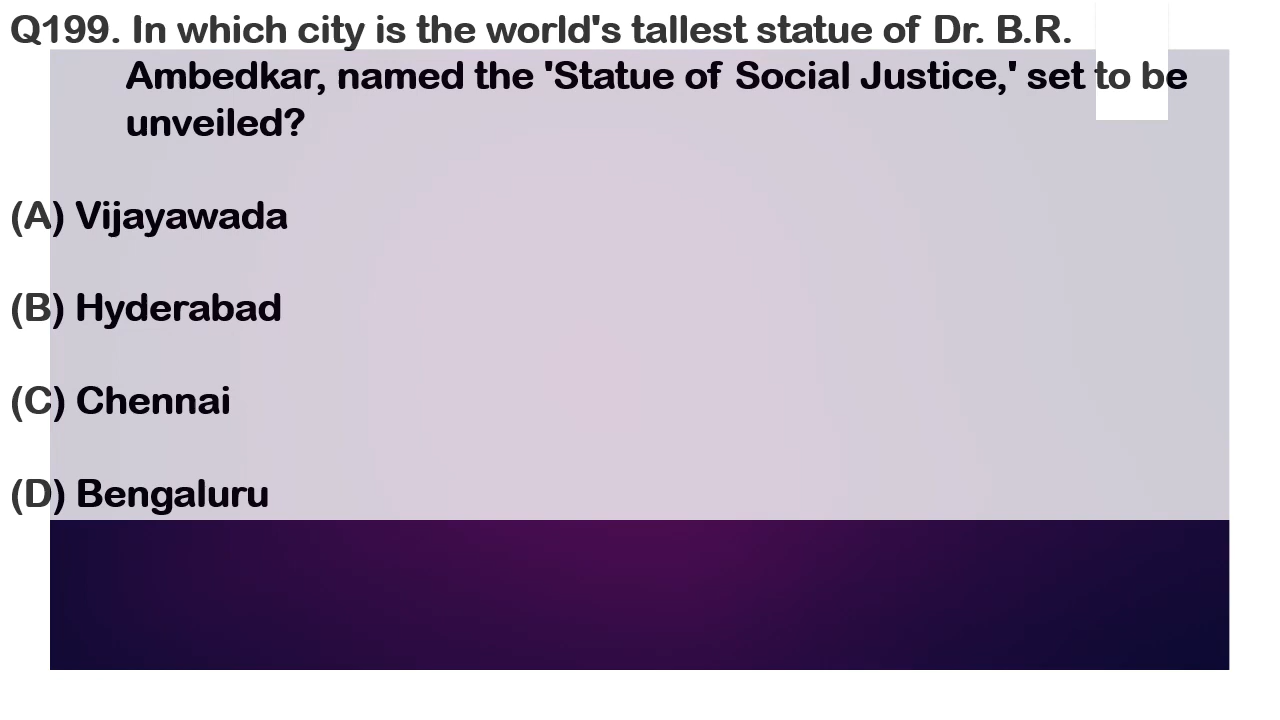 Q199. In which city is the world's tallest statue of Dr. B.R.
Ambedkar, named the 'Statue of Social Justice,' set to be
unveiled?
(A) Vijayawada
(B) Hyderabad
(C) Chennai
(D) Bengaluru